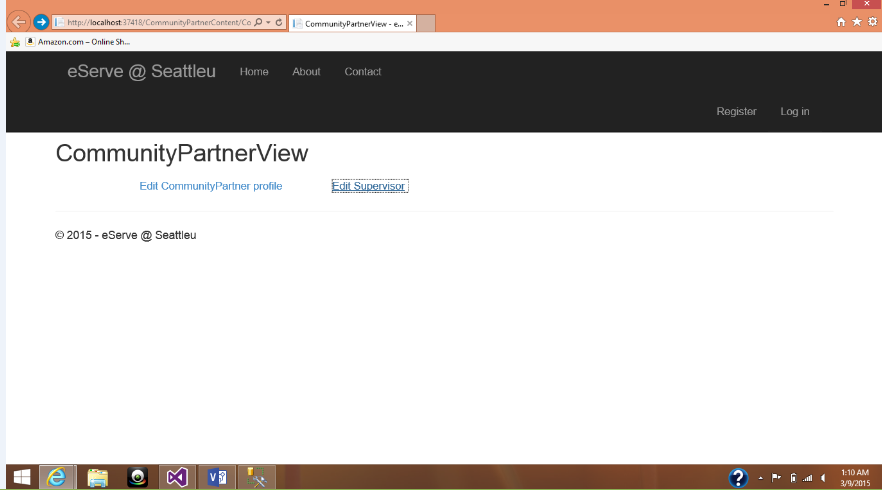 http://localhost:37418/CommunityPartnerContent/Co
CommunityPartnerView - e...
Amazon.com – Online Sh...
eServe @ Seattleu Home About Contact
Register Log in
CommunityPartnerView
Edit CommunityPartner profile Edit Supervisor
© 2015 - eServe @ Seattleu
1:10 AM
3/9/2015